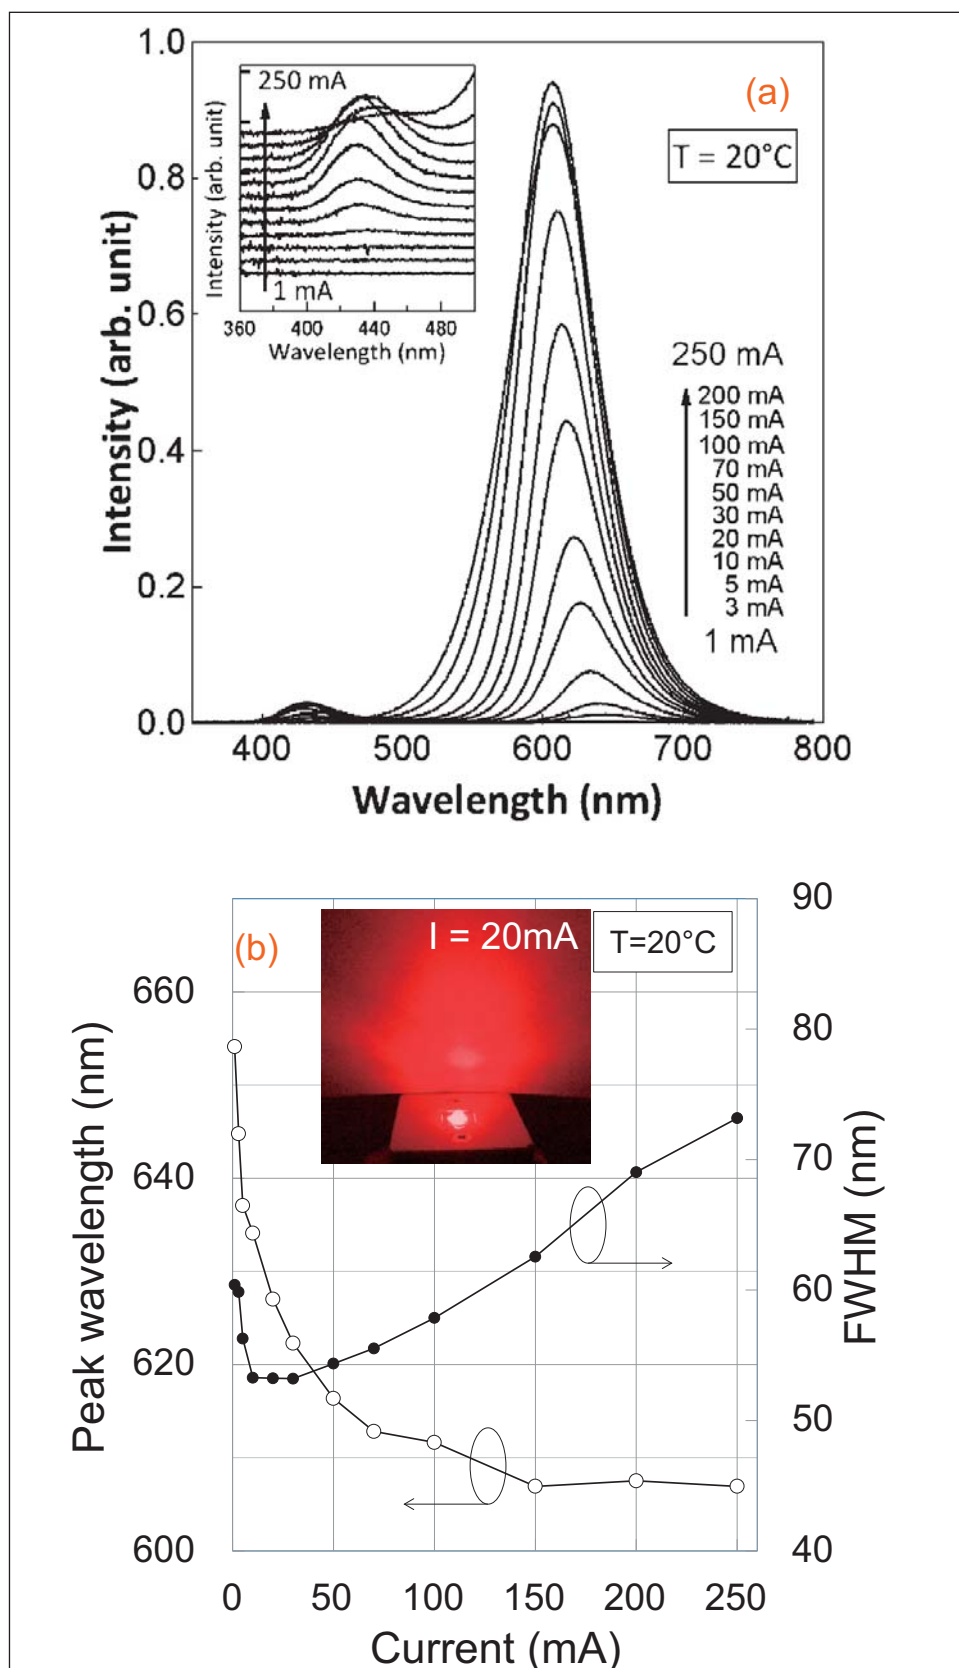 (a)
T = 20°C
1.0
0.8
0.6
0.4
0.2
0.0
Intensity (arb. unit)
400
500
600
700
800
Wavelength (nm)
250 mA
1 mA
Intensity (arb. unit)
360
400
440
480
Wavelength (nm)
250 mA
200 mA
150 mA
100 mA
70 mA
50 mA
30 mA
20 mA
10 mA
5 mA
3 mA
1 mA
(b)
I = 20mA
T=20°C
660
640
620
600
Peak wavelength (nm)
90
80
70
60
50
40
FWHM (nm)
0
50
100
150
200
250
Current (mA)